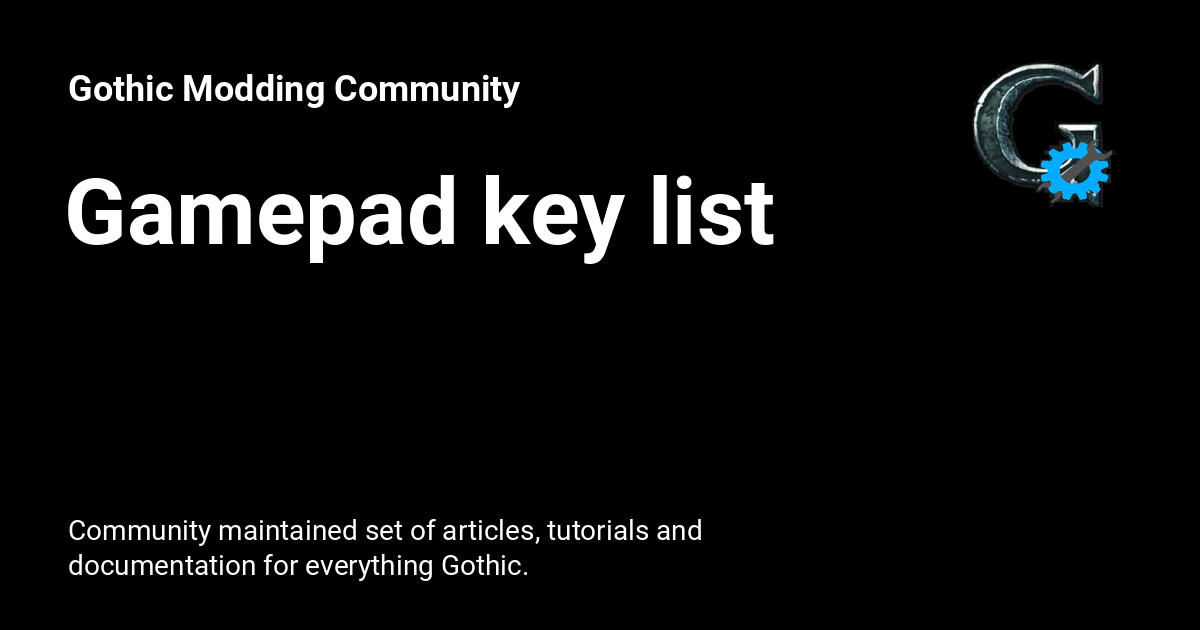 Gothic Modding Community
Gamepad key list
Community maintained set of articles, tutorials and
documentation for everything Gothic.
G